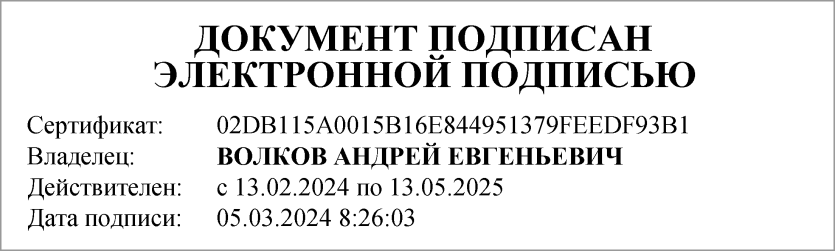 ДОКУМЕНТ ПОДПИСАН
ЭЛЕКТРОННОЙ ПОДПИСЬЮ
Сертификат: 02DB115A0015B16E844951379FEEDF93B1
Владелец: ВОЛКОВ АНДРЕЙ ЕВГЕНЬЕВИЧ
Действителен: с 13.02.2024 по 13.05.2025
Дата подписи: 05.03.2024 8:26:03